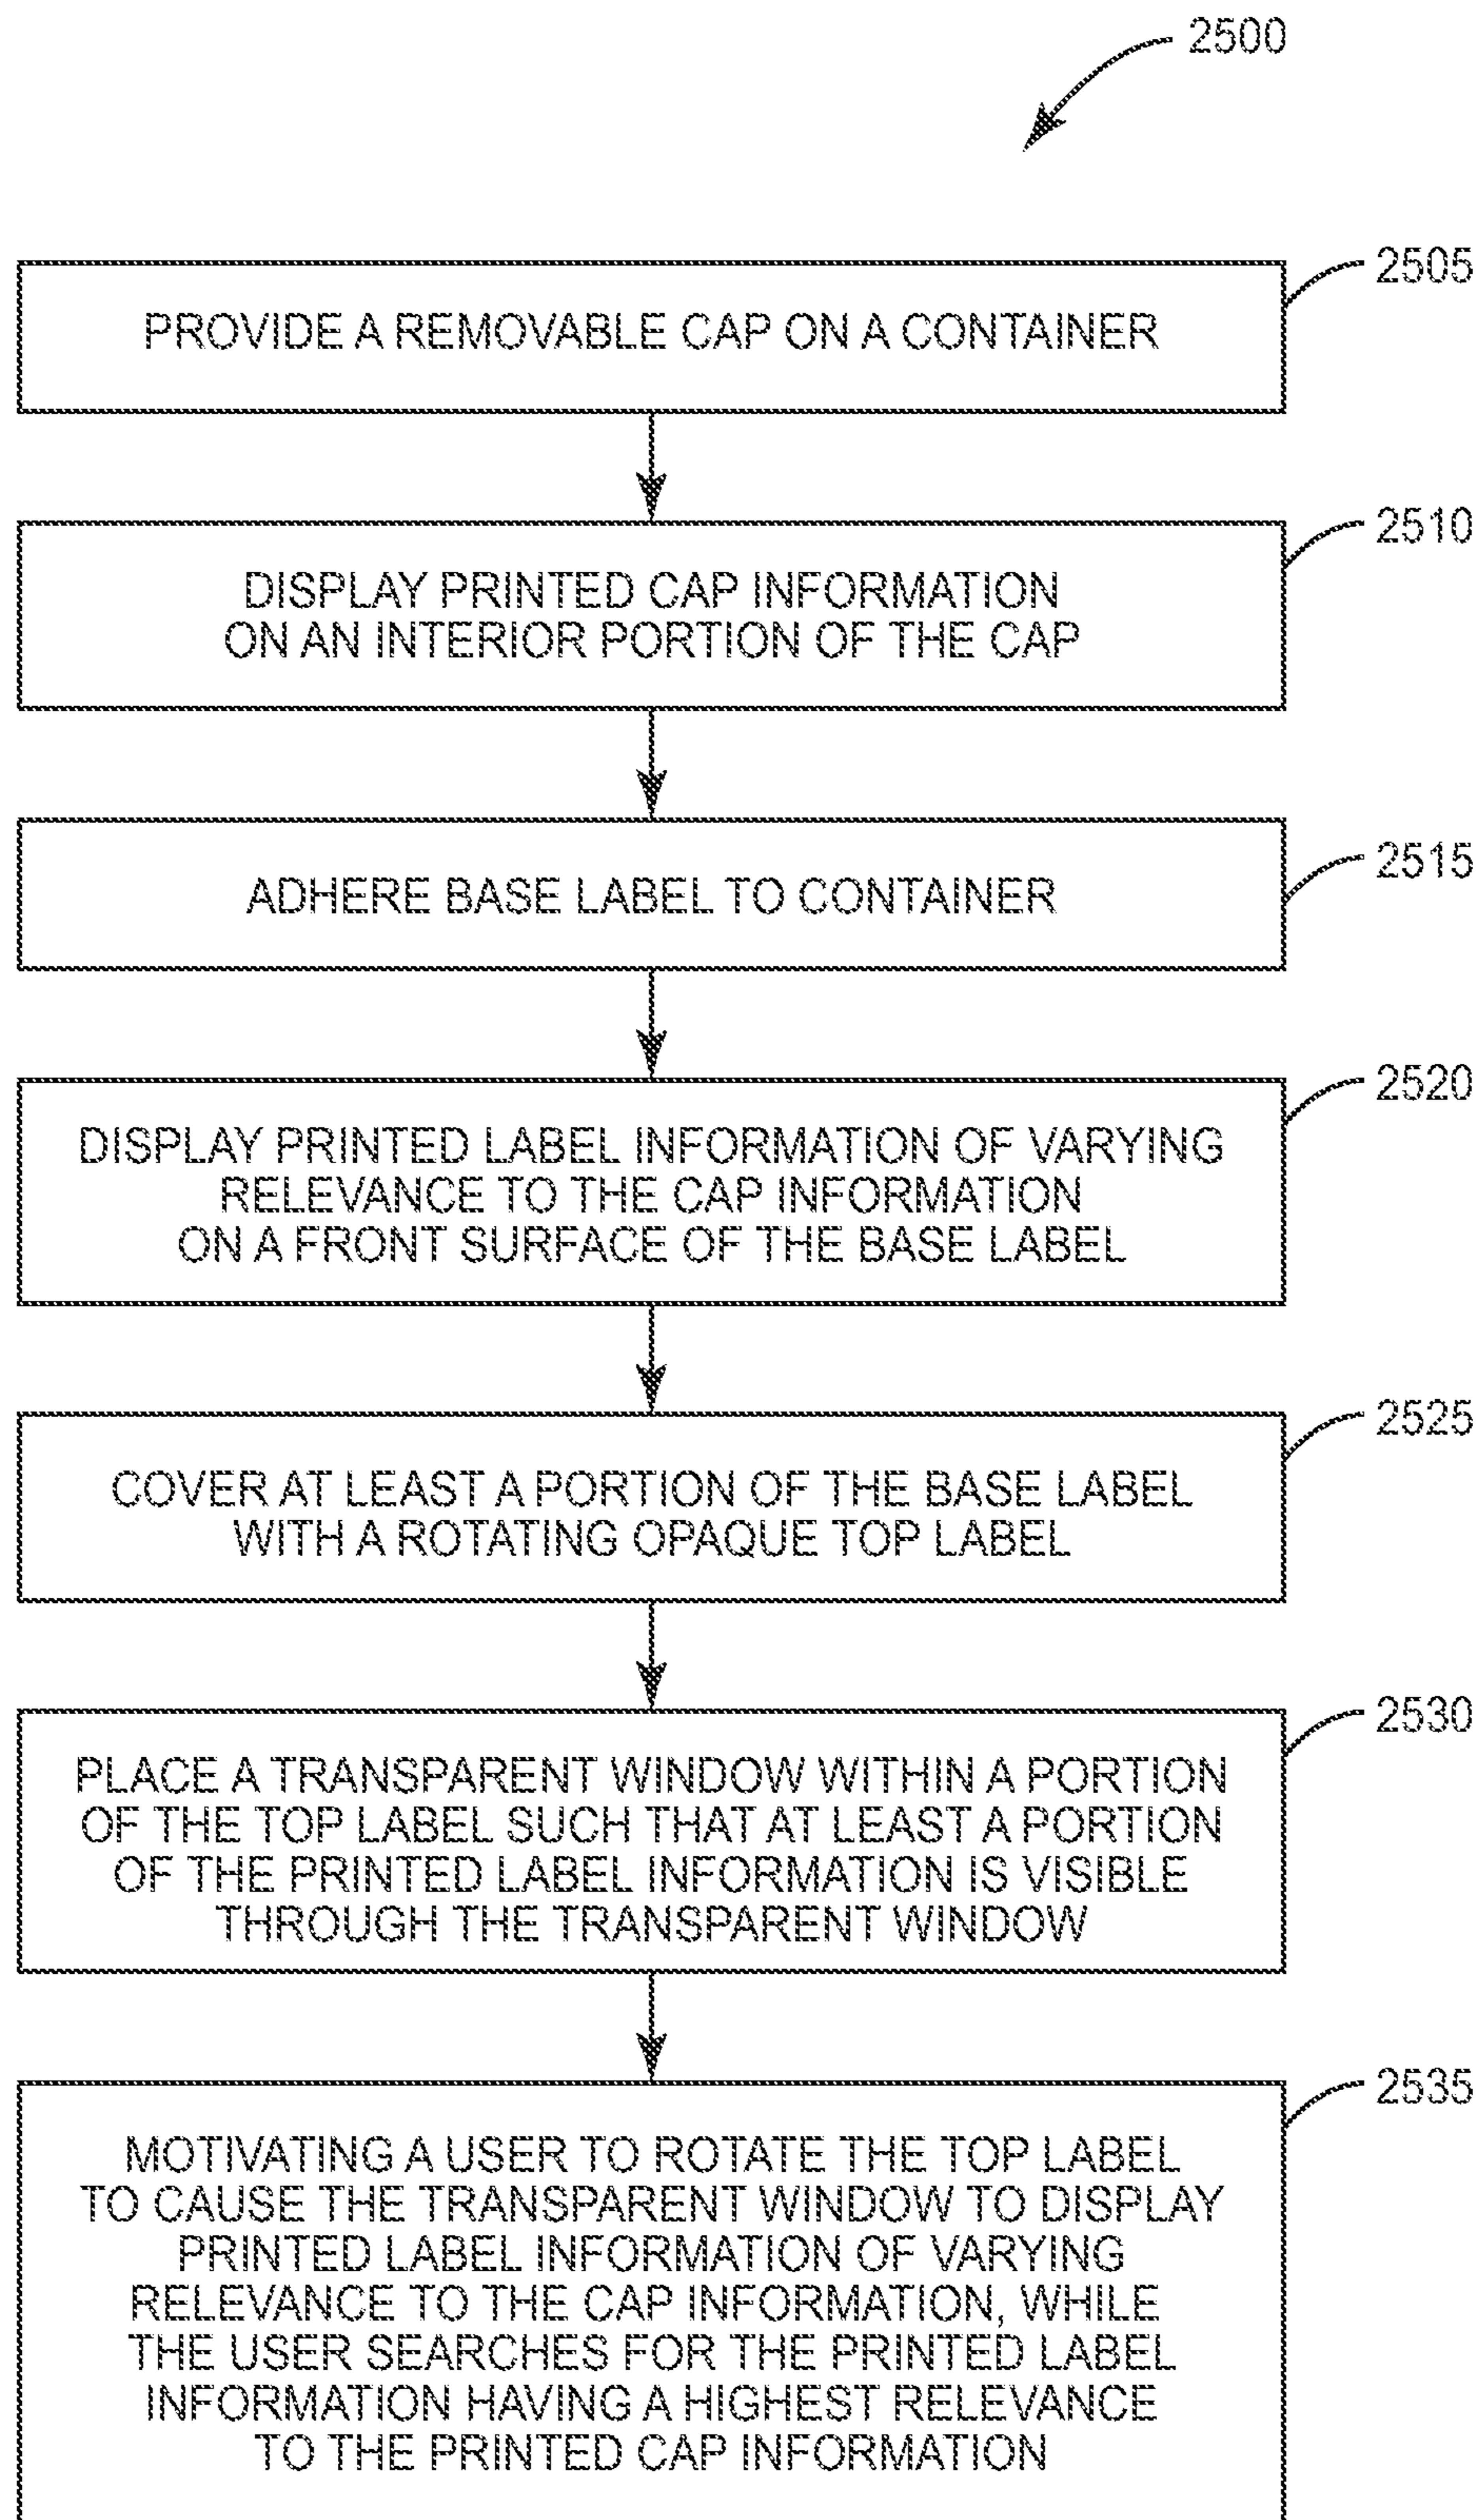 2500
2505
PROVIDE A REMOVABLE CAP ON A CONTAINER
2510
DISPLAY PRINTED CAP INFORMATION
ON AN INTERIOR PORTION OF THE CAP
2515
ADHERE BASE LABEL TO CONTAINER
2520
DISPLAY PRINTED LABEL INFORMATION OF VARYING
RELEVANCE TO THE CAP INFORMATION
ON A FRONT SURFACE OF THE BASE LABEL
2525
COVER AT LEAST A PORTION OF THE BASE LABEL
WITH A ROTATING OPAQUE TOP LABEL
2530
PLACE A TRANSPARENT WINDOW WITHIN A PORTION
OF THE TOP LABEL SUCH THAT AT LEAST A PORTION
OF THE PRINTED LABEL INFORMATION IS VISIBLE
THROUGH THE TRANSPARENT WINDOW
2535
MOTIVATING A USER TO ROTATE THE TOP LABEL
TO CAUSE THE TRANSPARENT WINDOW TO DISPLAY
PRINTED LABEL INFORMATION OF VARYING
RELEVANCE TO THE CAP INFORMATION, WHILE
THE USER SEARCHES FOR THE PRINTED LABEL
INFORMATION HAVING A HIGHEST RELEVANCE
TO THE PRINTED CAP INFORMATION